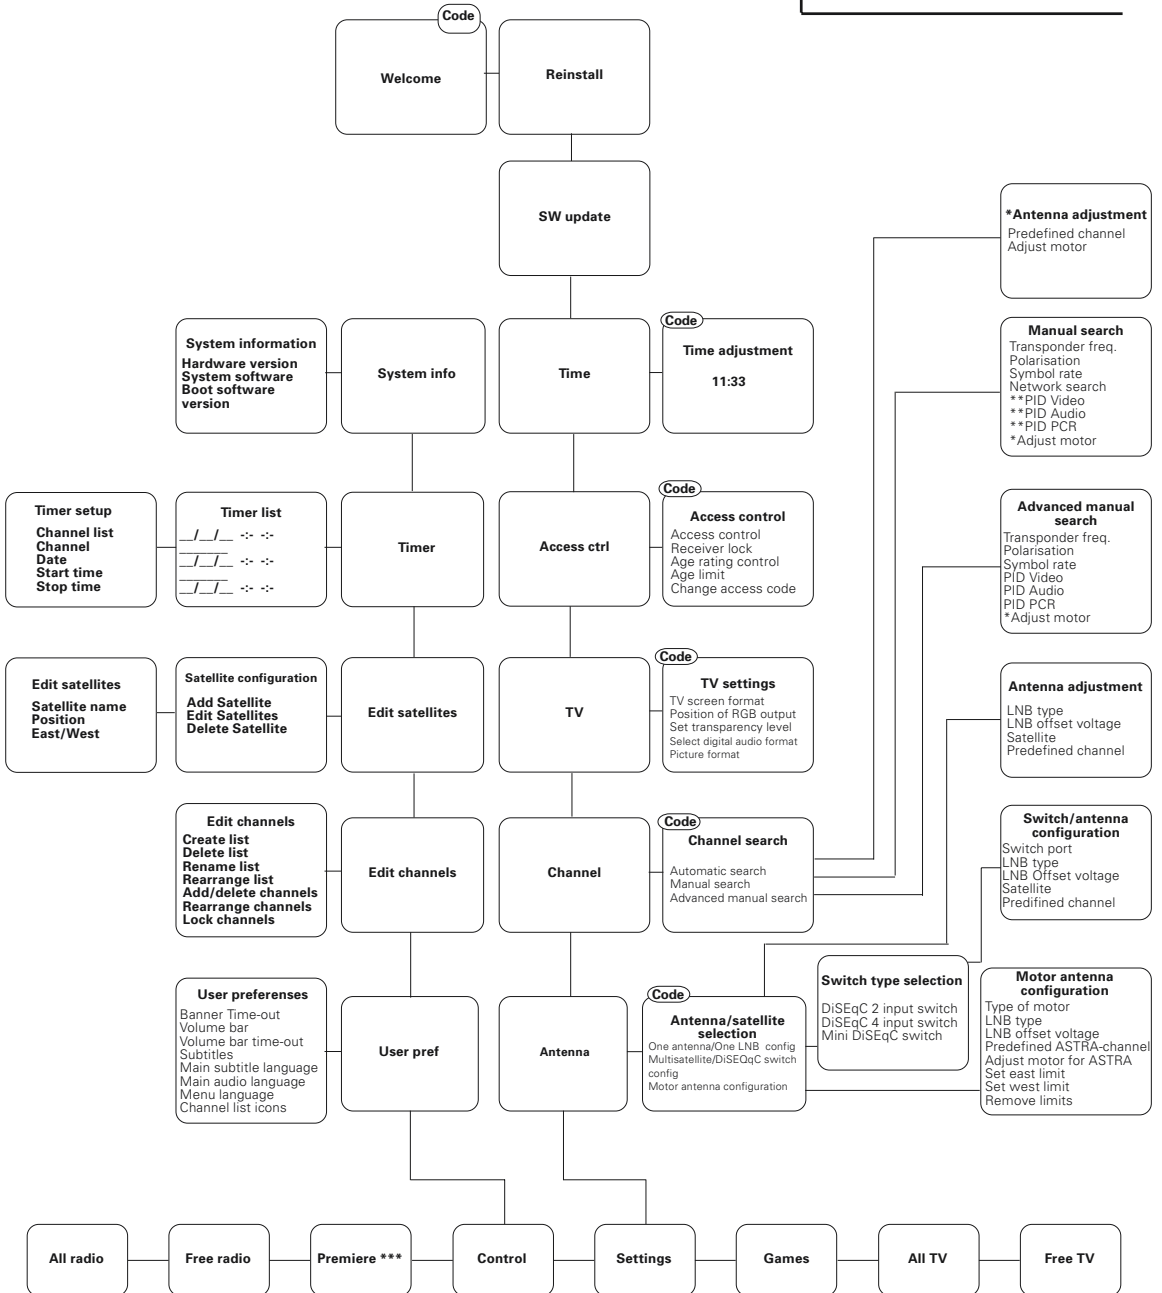 Code
Welcome
Reinstall
SW update
*Antenna adjustment
Predefined channel
Adjust motor
System information
Hardware version
System software
Boot software
version
System info
Time
Code
Time adjustment
11:33
Manual search
Transponder freq.
Polarisation
Symbol rate
Network search
**PID Video
**PID Audio
**PID PCR
*Adjust motor
Timer setup
Channel list
Channel
Date
Start time
Stop time
Timer list
__/__/__ -:- -:-
_______
__/__/__ -:- -:-
_______
__/__/__ -:- -:-
Timer
Access ctrl
Code
Access control
Access control
Receiver lock
Age rating control
Age limit
Change access code
Advanced manual
search
Transponder freq.
Polarisation
Symbol rate
PID Video
PID Audio
PID PCR
*Adjust motor
Edit satellites
Satellite name
Position
East/West
Satellite configuration
Add Satellite
Edit Satellites
Delete Satellite
Edit satellites
TV
Code
TV settings
TV screen format
Position of RGB output
Set transparency level
Select digital audio format
Picture format
Antenna adjustment
LNB type
LNB offset voltage
Satellite
Predefined channel
Edit channels
Create list
Delete list
Rename list
Rearrange list
Add/delete channels
Rearrange channels
Lock channels
Edit channels
Channel
Code
Channel search
Automatic search
Manual search
Advanced manual search
Switch/antenna
configuration
Switch port
LNB type
LNB Offset voltage
Satellite
Predifined channel
User preferenses
Banner Time-out
Volume bar
Volume bar time-out
Subtitles
Main subtitle language
Main audio language
Menu language
Channel list icons
User pref
Antenna
Code
Antenna/satellite
selection
One antenna/One LNB config
Multisatellite/DiSEQqC switch
config
Motor antenna configuration
Switch type selection
DiSEqC 2 input switch
DiSEqC 4 input switch
Mini DiSEqC switch
Motor antenna
configuration
Type of motor
LNB type
LNB offset voltage
Predefined ASTRA-channel
Adjust motor for ASTRA
Set east limit
Set west limit
Remove limits
All radio
Free radio
Premiere ***
Control
Settings
Games
All TV
Free TV